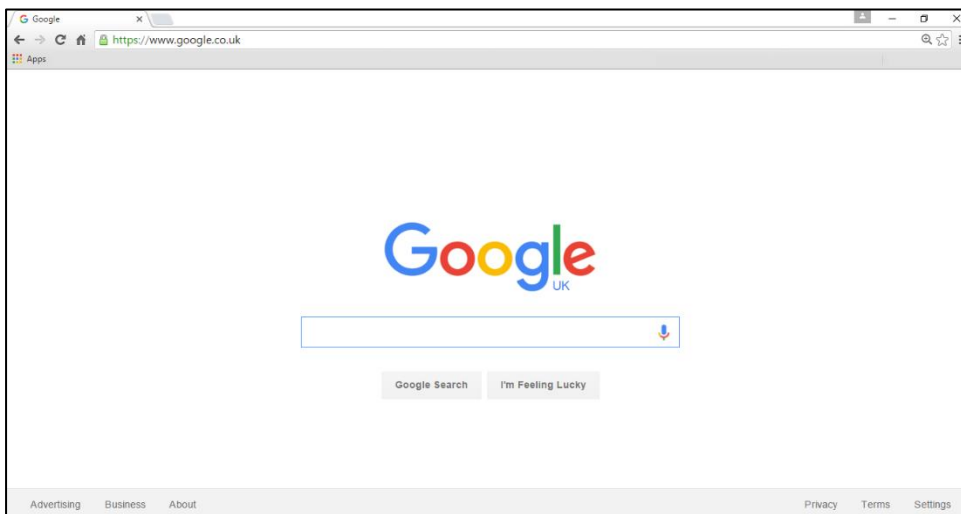 Google
https://www.google.co.uk
Apps
Google
UK
Google Search I'm Feeling Lucky
Advertising Business About Privacy Terms Settings